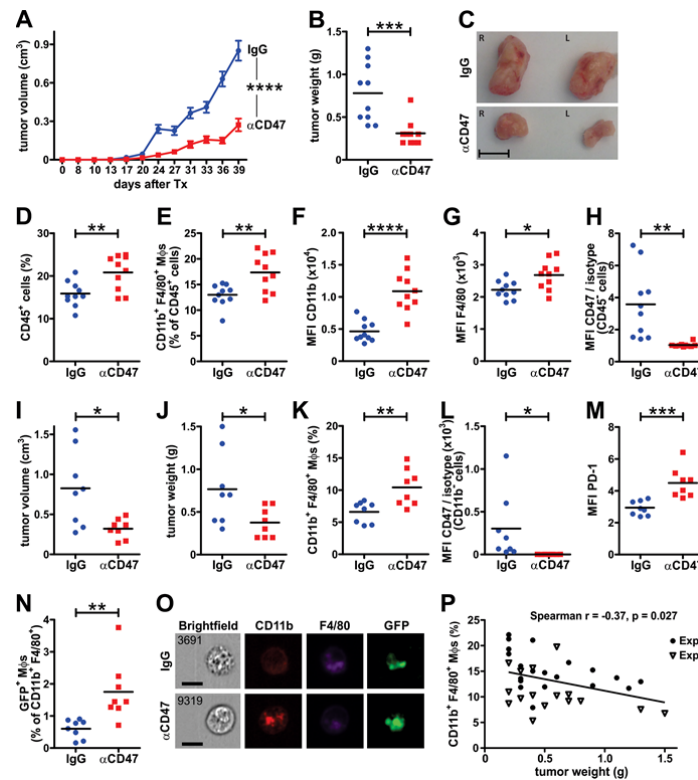 A
tumor volume (cm³)
0.9
0.6
0.3
0
IgG
****
αCD47
0 8 10 13 17 20 24 27 31 33 36 39
days after Tx
B
***
tumor weight (g)
1.5
1.0
0.5
0.0
IgG αCD47
C
IgG
R L
αCD47
R L
D
**
CD45⁺ cells (%)
30
20
10
0
IgG αCD47
E
**
CD11b⁺ F4/80⁺ Mϕs
(% of CD45⁺ cells)
25
20
15
10
5
0
IgG αCD47
F
****
MFI CD11b (x10⁴)
2.0
1.5
1.0
0.5
0.0
IgG αCD47
G
*
MFI F4/80 (x10³)
4
3
2
1
0
IgG αCD47
H
**
MFI CD47 / isotype
(CD45⁻ cells)
8
6
4
2
0
IgG αCD47
I
*
tumor volume (cm³)
1.5
1.0
0.5
0.0
IgG αCD47
J
*
tumor weight (g)
1.5
1.0
0.5
0.0
IgG αCD47
K
**
CD11b⁺ F4/80⁺ Mϕs (%)
20
15
10
5
0
IgG αCD47
L
*
MFI CD47 / isotype (x10³)
(CD11b⁻ cells)
1.5
1.0
0.5
0.0
IgG αCD47
M
***
MFI PD-1
8
6
4
2
0
IgG αCD47
N
**
GFP⁺ Mϕs
(% of CD11b⁺ F4/80⁺)
4
3
2
1
0
IgG αCD47
O
Brightfield CD11b F4/80 GFP
IgG
3691
αCD47
9319
P
Spearman r = -0.37, p = 0.027
CD11b⁺ F4/80⁺ Mϕs (%)
25
20
15
10
5
0
Exp
Exp
0.0 0.5 1.0 1.5
tumor weight (g)